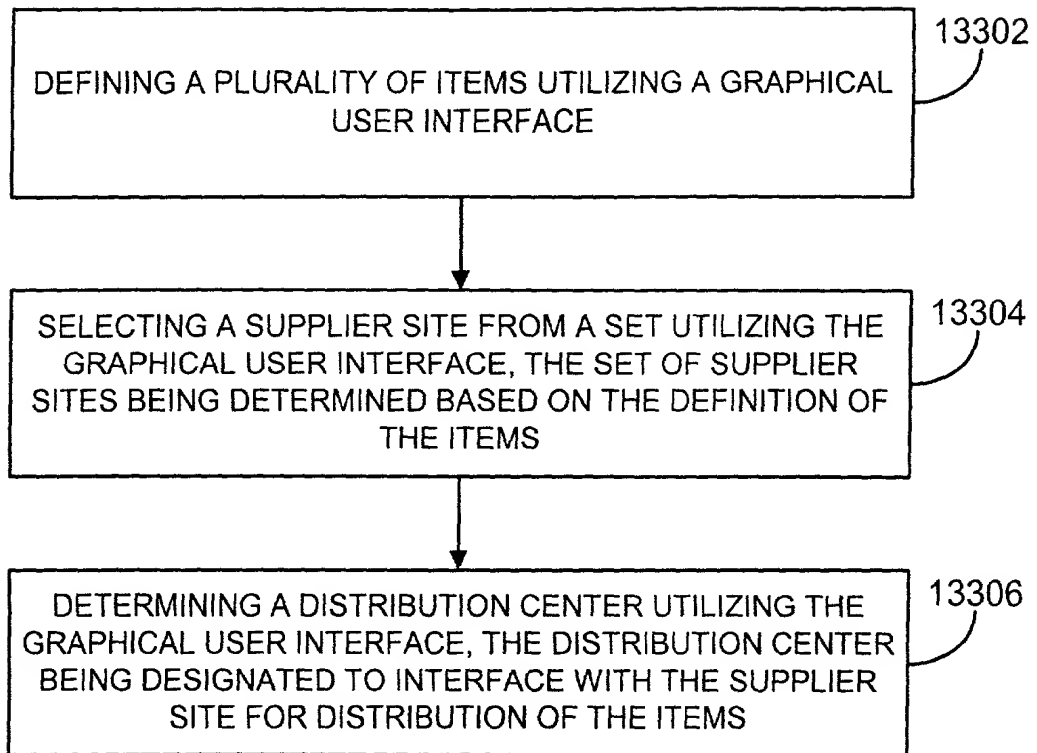 13302
DEFINING A PLURALITY OF ITEMS UTILIZING A GRAPHICAL
USER INTERFACE
13304
SELECTING A SUPPLIER SITE FROM A SET UTILIZING THE
GRAPHICAL USER INTERFACE, THE SET OF SUPPLIER
SITES BEING DETERMINED BASED ON THE DEFINITION OF
THE ITEMS
13306
DETERMINING A DISTRIBUTION CENTER UTILIZING THE
GRAPHICAL USER INTERFACE, THE DISTRIBUTION CENTER
BEING DESIGNATED TO INTERFACE WITH THE SUPPLIER
SITE FOR DISTRIBUTION OF THE ITEMS